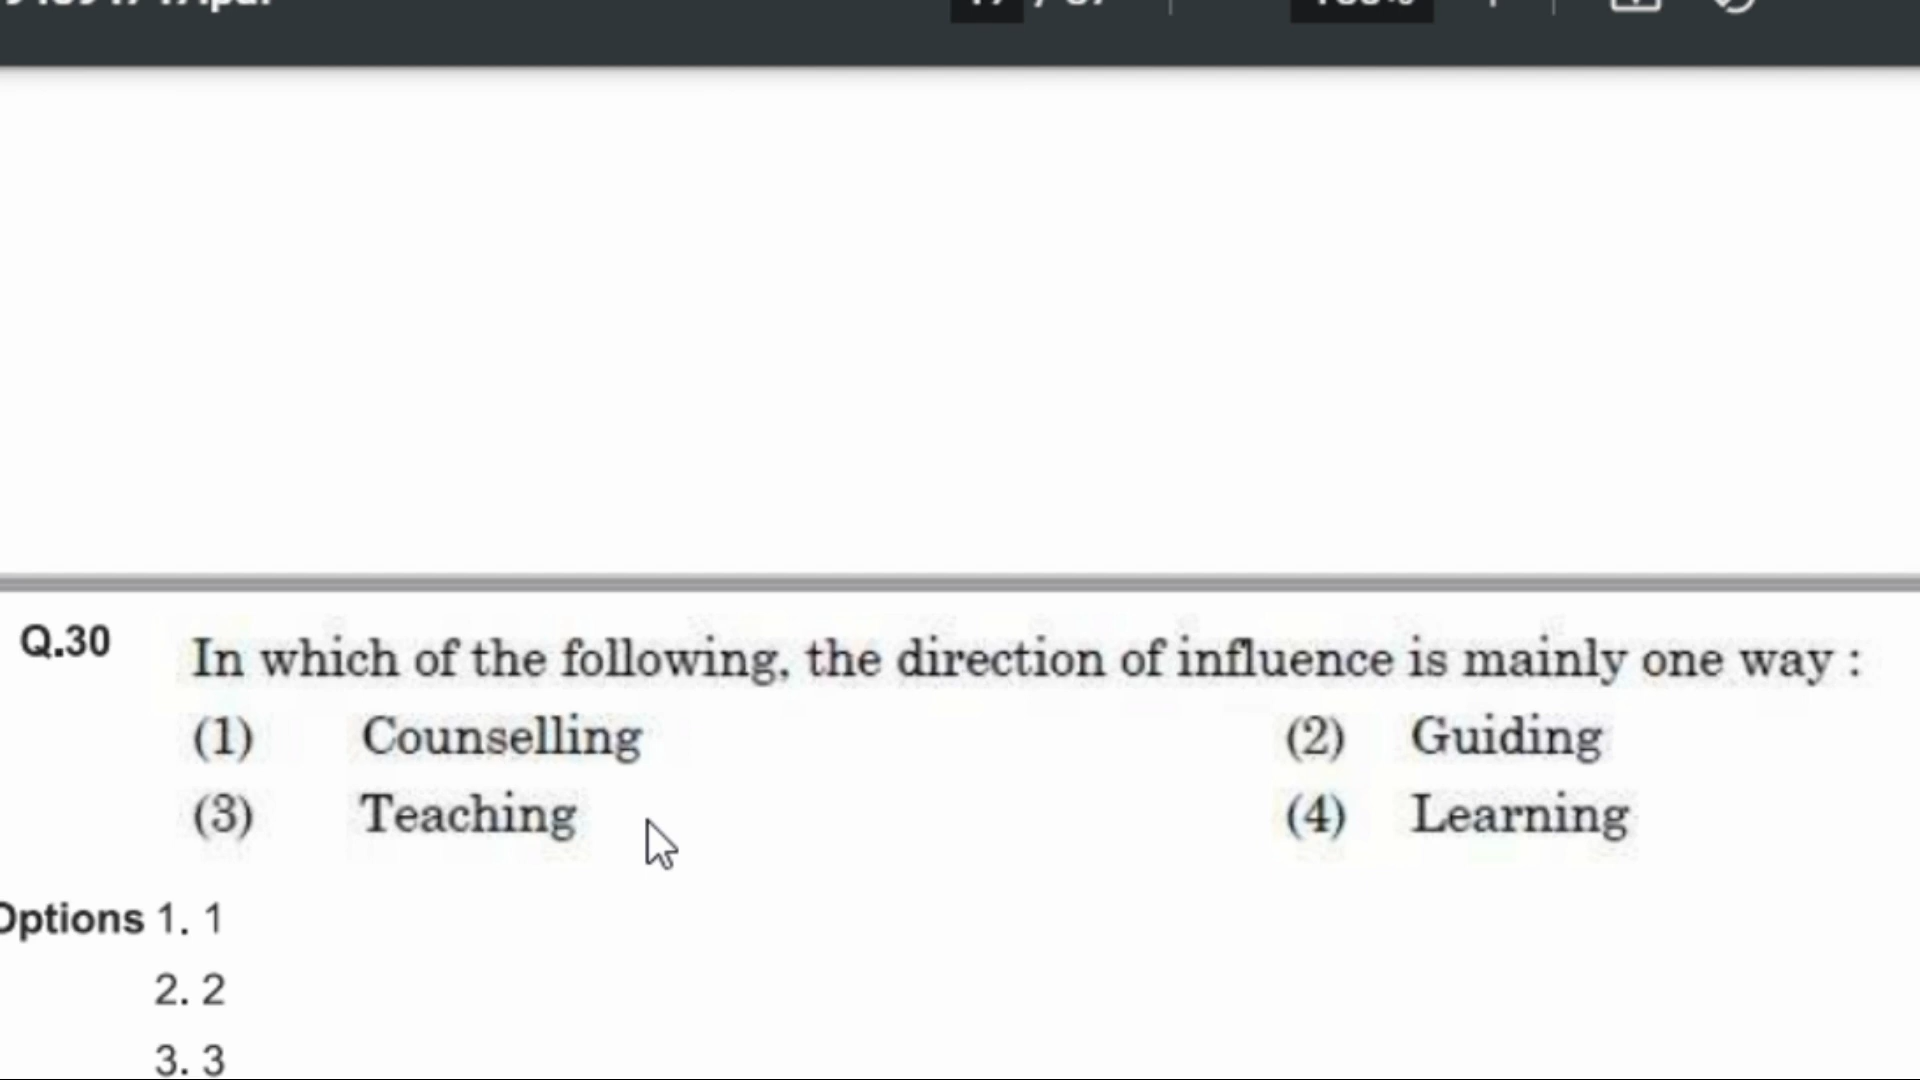 Q.30 In which of the following, the direction of influence is mainly one way :
(1) Counselling (2) Guiding
(3) Teaching (4) Learning
Options 1. 1
2. 2
3. 3